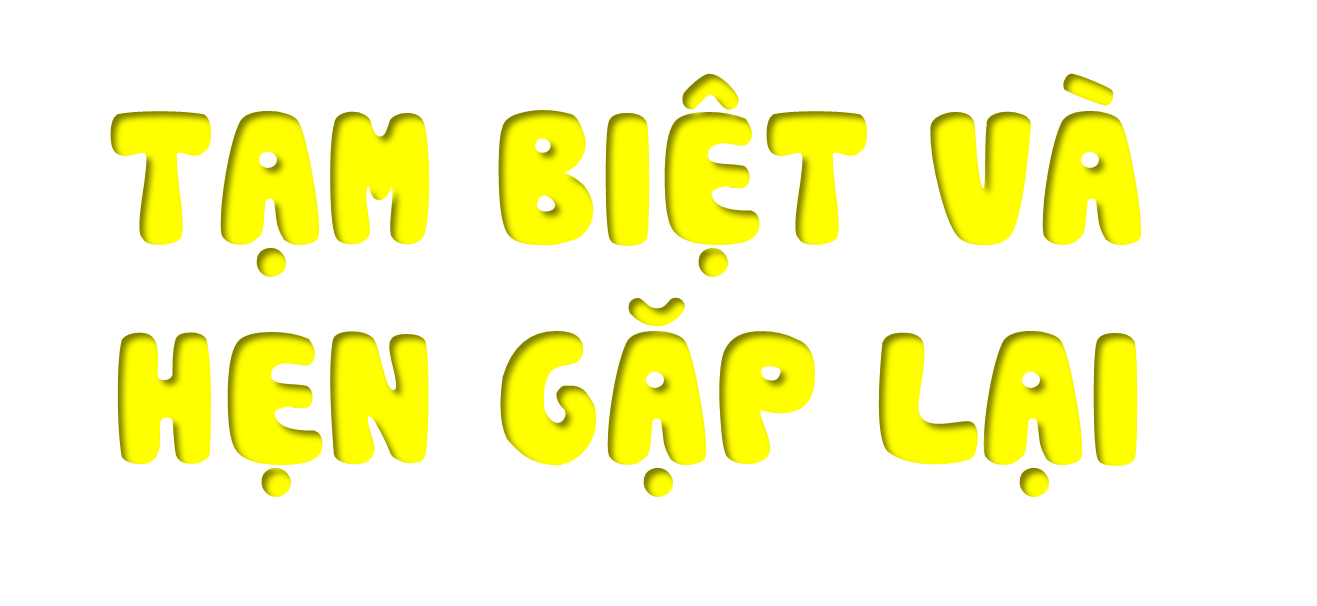 TẠM BIỆT VÀ
HẸN GẶP LẠI